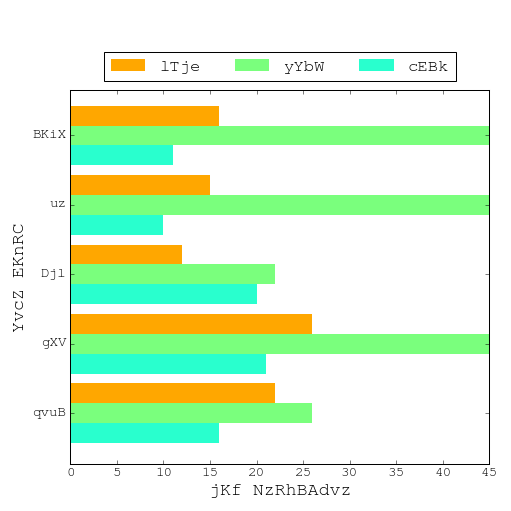 lTje yYbW cEBk
BKiX
uz
Djl
gXV
qvuB
YvcZ EKnRC
0 5 10 15 20 25 30 35 40 45
jKf NzRhBAdvz